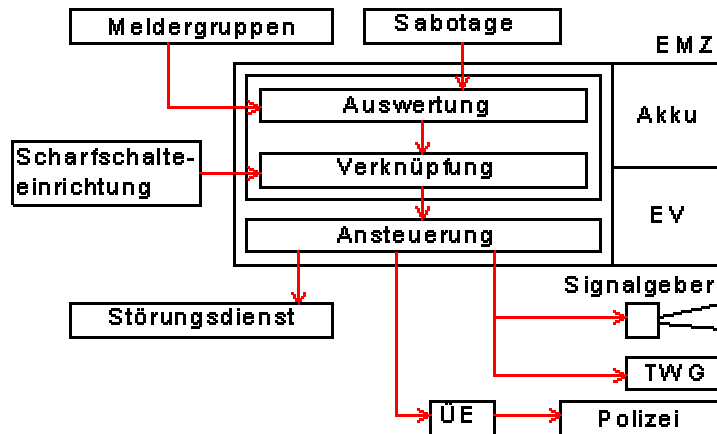 Meldergruppen
Sabotage
EMZ
Auswertung
Akku
Scharfschalte-
einrichtung
Verknüpfung
Ansteuerung
EV
Signalgeber
Störungsdienst
TWG
ÜE
Polizei